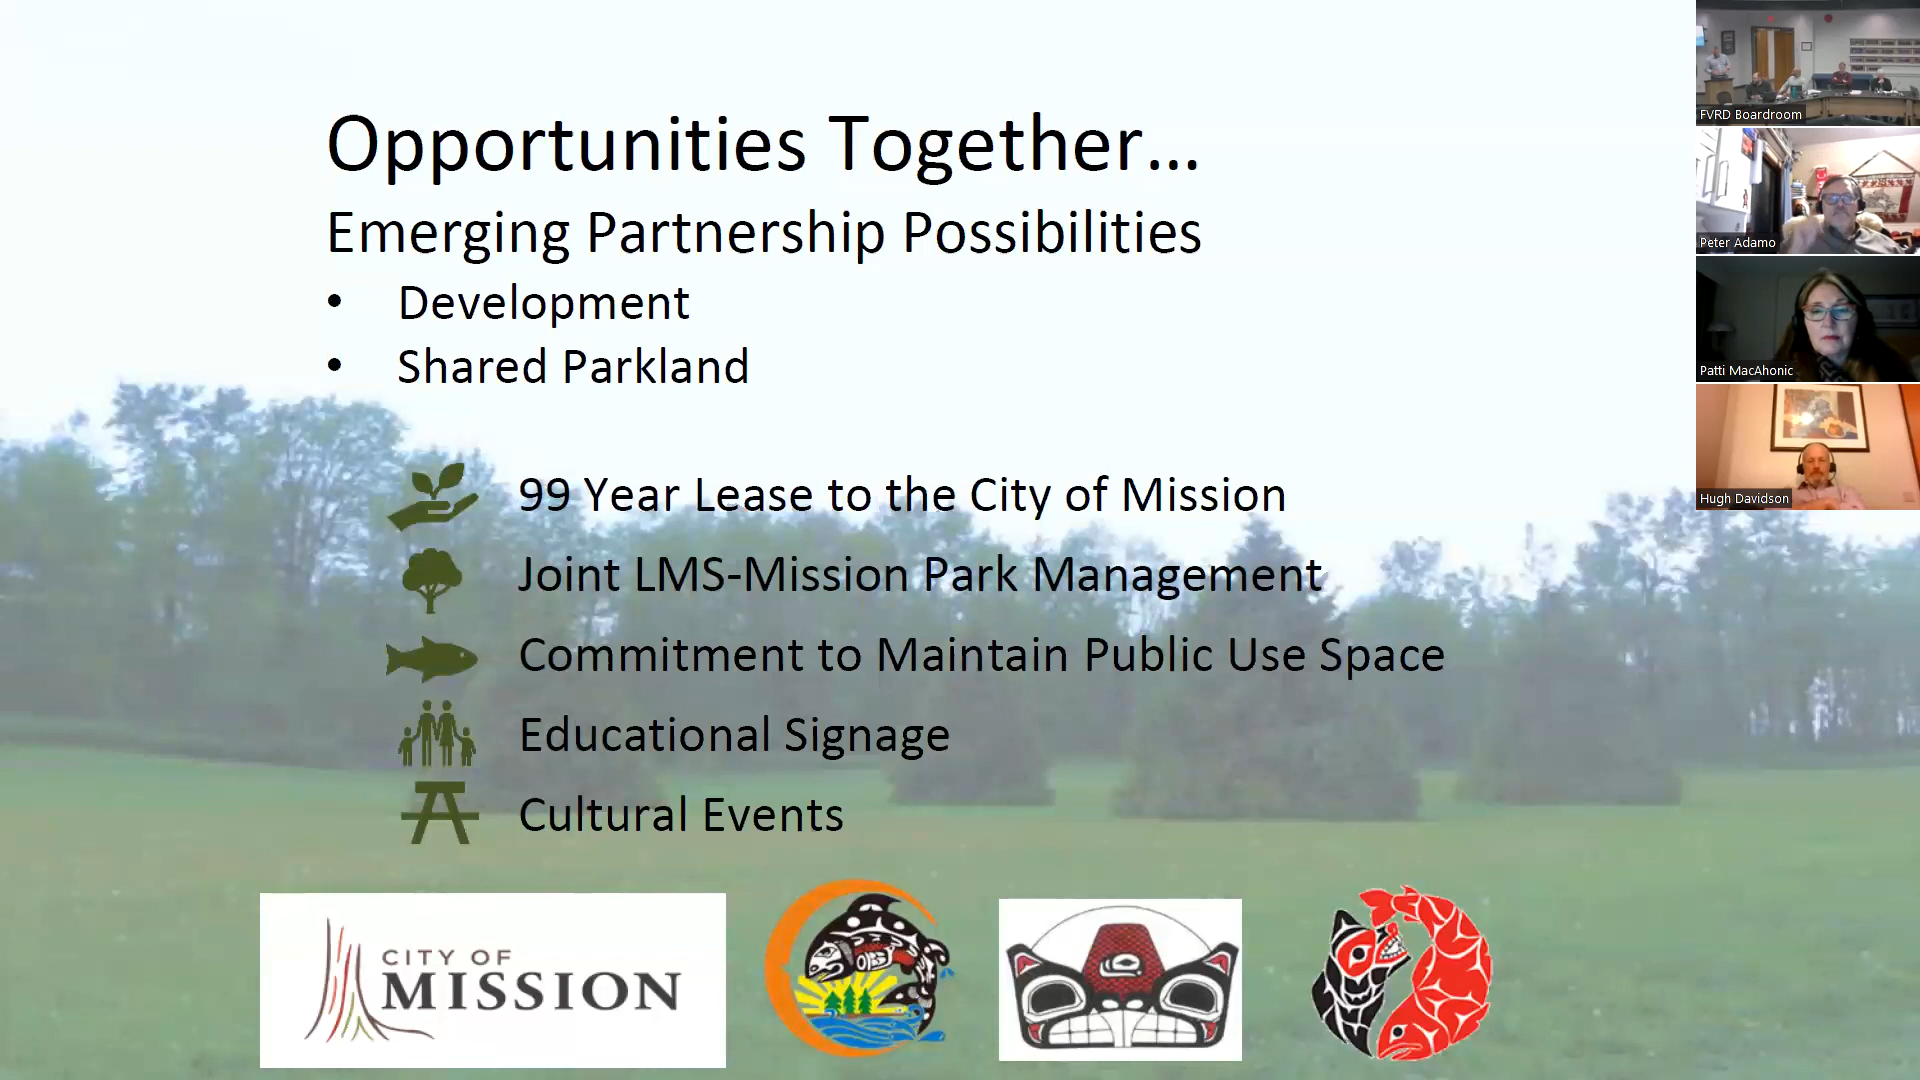 Opportunities Together...
Emerging Partnership Possibilities
• Development
• Shared Parkland
99 Year Lease to the City of Mission
Joint LMS-Mission Park Management
Commitment to Maintain Public Use Space
Educational Signage
Cultural Events
CITY OF
MISSION
FVRD Boardroom
Peter Adamo
Patti MacAhonic
Hugh Davidson